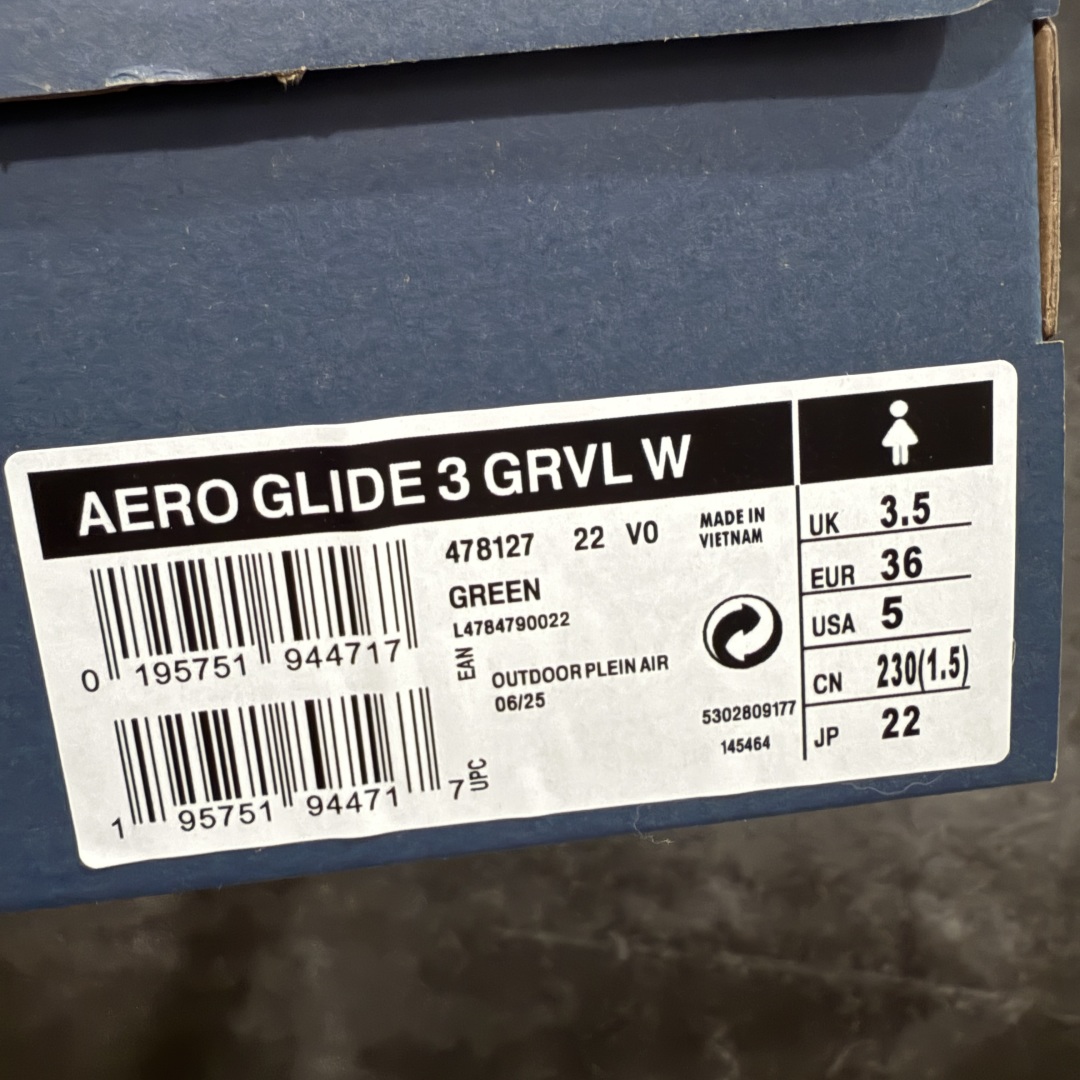 AERO GLIDE 3 GRVL W
478127 22 V0
MADE IN
VIETNAM
GREEN
L4784790022
EAN
0 195751 944717
OUTDOOR PLEIN AIR
06/25
5302809177
145464
1 95751 94471 7
UPC
UK 3.5
EUR 36
USA 5
CN 230(1.5)
JP 22